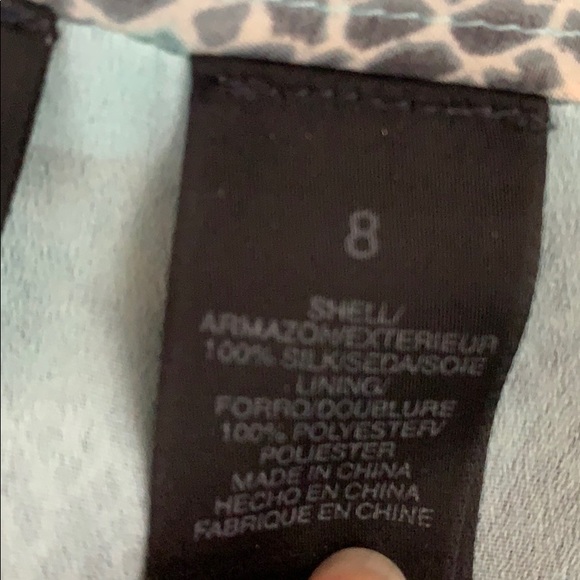 8
SHELL/
ARMAZON/EXTERIEUR
100% SILK/SEDA/SOIE
LINING/
FORRO/DOUBLURE
100% POLYESTER/
POLIESTER
MADE IN CHINA
HECHO EN CHINA
FABRIQUE EN CHINE